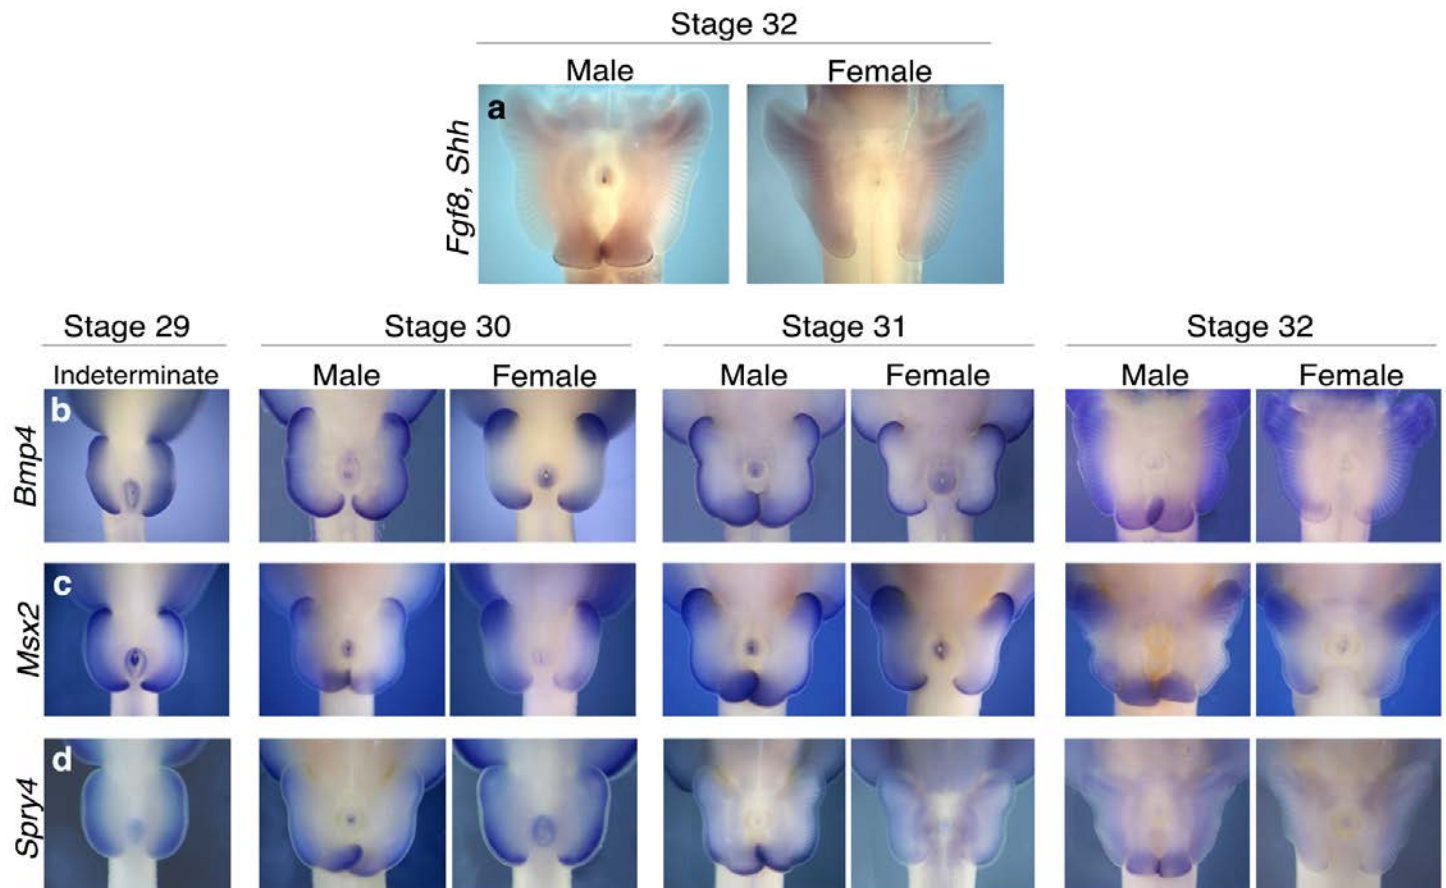 Stage 32
Male Female
a
Fgf8, Shh
Stage 29 Stage 30 Stage 31 Stage 32
Indeterminate Male Female Male Female Male Female
b
Bmp4
c
Msx2
d
Spry4